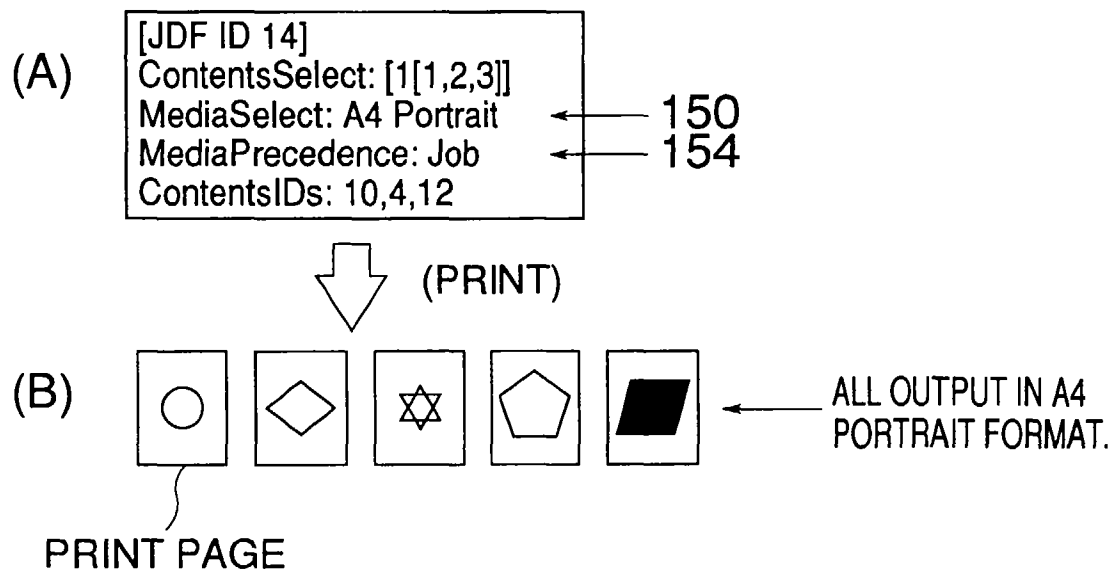 (A)
[JDF ID 14]
ContentsSelect: [1[1,2,3]]
MediaSelect: A4 Portrait
150
MediaPrecedence: Job
154
ContentsIDs: 10,4,12
(PRINT)
(B)
ALL OUTPUT IN A4
PORTRAIT FORMAT.
PRINT PAGE